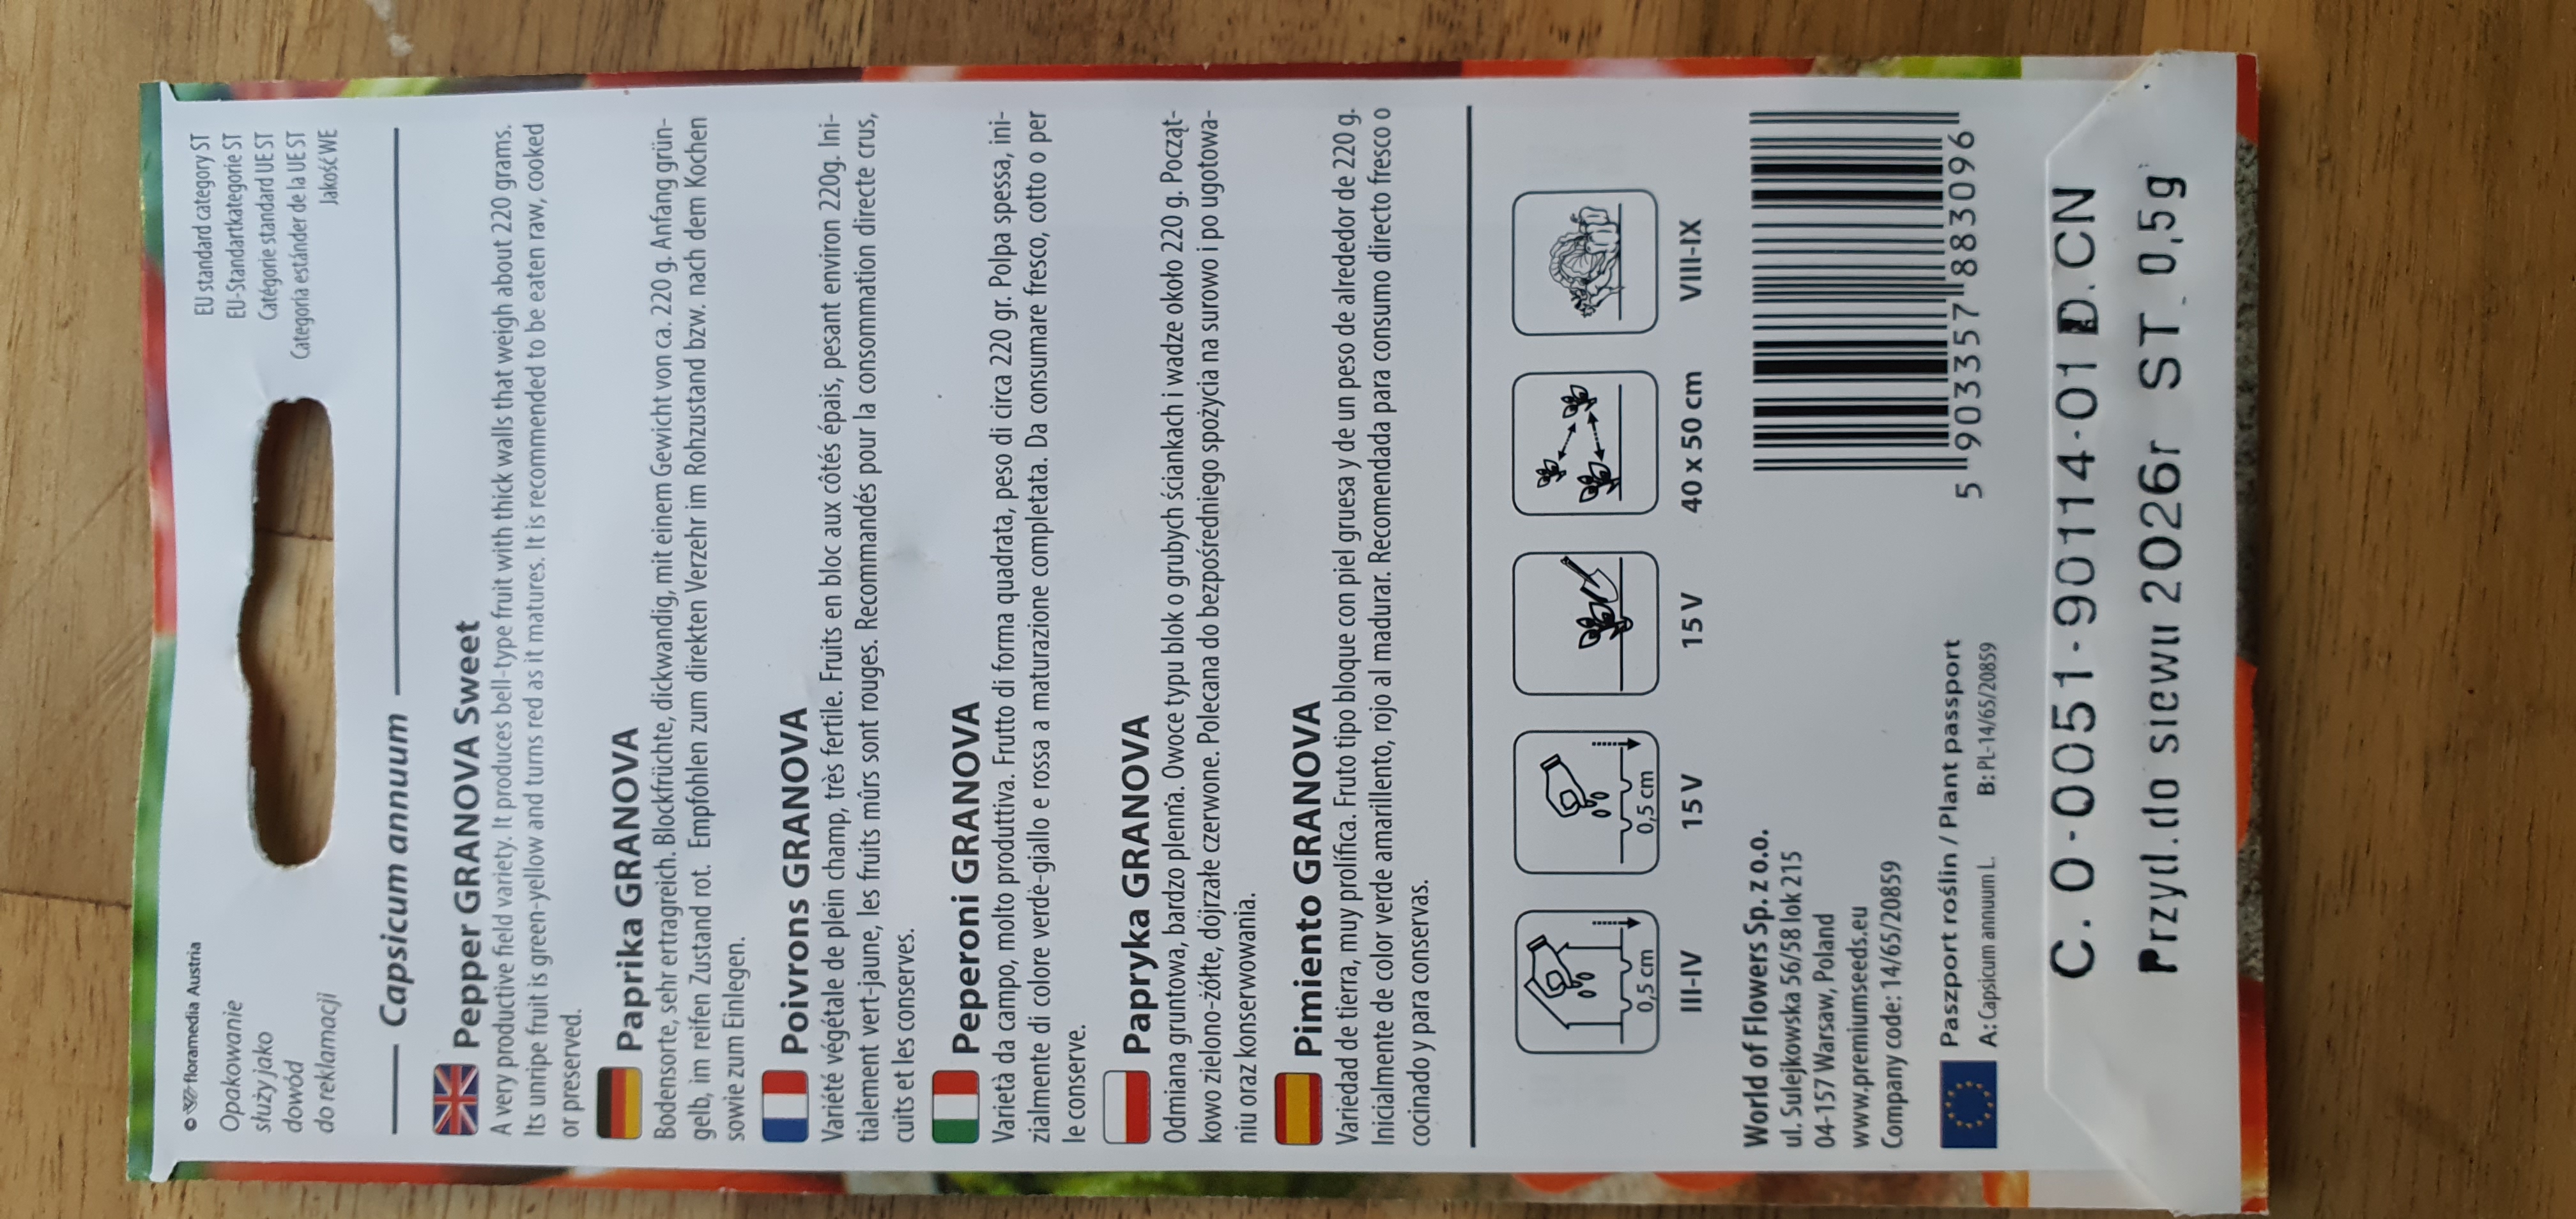 © floramedia Austria
Opakowanie
służy jako
dowód
do reklamacji
EU standard category ST
EU-Standartkategorie ST
Catégorie standard UE ST
Categoría estánder de la UE ST
Jakość WE
Capsicum annuum
Pepper GRANOVA Sweet
A very productive field variety. It produces bell-type fruit with thick walls that weigh about 220 grams.
Its unripe fruit is green-yellow and turns red as it matures. It is recommended to be eaten raw, cooked
or preserved.
Paprika GRANOVA
Bodensorte, sehr ertragreich. Blockfrüchte, dickwandig, mit einem Gewicht von ca. 220 g. Anfang grün-
gelb, im reifen Zustand rot. Empfohlen zum direkten Verzehr im Rohzustand bzw. nach dem Kochen
sowie zum Einlegen.
Poivrons GRANOVA
Variété végétale de plein champ, très fertile. Fruits en bloc aux côtés épais, pesant environ 220g. Ini-
tialement vert-jaune, les fruits mûrs sont rouges. Recommandés pour la consommation directe crus,
cuits et les conserves.
Peperoni GRANOVA
Varietà da campo, molto produttiva. Frutto di forma quadrata, peso di circa 220 gr. Polpa spessa, ini-
zialmente di colore verde-giallo e rossa a maturazione completata. Da consumare fresco, cotto o per
le conserve.
Papryka GRANOVA
Odmiana gruntowa, bardzo plenna. Owoce typu blok o grubych ściankach i wadze około 220 g. Począt-
kowo zielono-żółte, dojrzałe czerwone. Polecana do bezpośredniego spożycia na surowo i po ugotowa-
niu oraz konserwowania.
Pimiento GRANOVA
Variedad de tierra, muy prolífica. Fruto tipo bloque con piel gruesa y de un peso de alrededor de 220 g.
Inicialmente de color verde amarillento, rojo al madurar. Recomendada para consumo directo fresco o
cocinado y para conservas.
0,5 cm
0,5 cm
III-IV
15 V
15 V
40 x 50 cm
VIII-IX
World of Flowers Sp. z o.o.
ul. Sulejkowska 56/58 lok 215
04-157 Warsaw, Poland
www.premiumseeds.eu
Company code: 14/65/20859
5 903357 883096
Paszport roślin / Plant passport
A: Capsicum annuum L. B: PL-14/65/20859
C. 0-0051-90114-01 D. CN
Przyd.do siewu 2026r ST. 0,5g